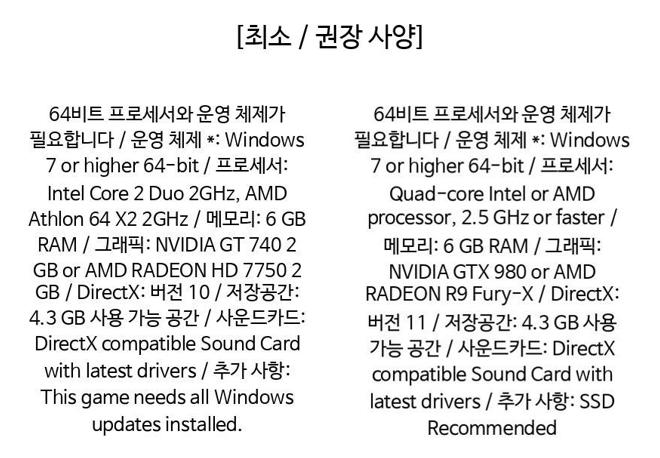 [최소 / 권장 사양]
64비트 프로세서와 운영 체제가
필요합니다 / 운영 체제 *: Windows
7 or higher 64-bit / 프로세서:
Intel Core 2 Duo 2GHz, AMD
Athlon 64 X2 2GHz / 메모리: 6 GB
RAM / 그래픽: NVIDIA GT 740 2
GB or AMD RADEON HD 7750 2
GB / DirectX: 버전 10 / 저장공간:
4.3 GB 사용 가능 공간 / 사운드카드:
DirectX compatible Sound Card
with latest drivers / 추가 사항:
This game needs all Windows
updates installed.
64비트 프로세서와 운영 체제가
필요합니다 / 운영 체제 *: Windows
7 or higher 64-bit / 프로세서:
Quad-core Intel or AMD
processor, 2.5 GHz or faster /
메모리: 6 GB RAM / 그래픽:
NVIDIA GTX 980 or AMD
RADEON R9 Fury-X / DirectX:
버전 11 / 저장공간: 4.3 GB 사용
가능 공간 / 사운드카드: DirectX
compatible Sound Card with
latest drivers / 추가 사항: SSD
Recommended